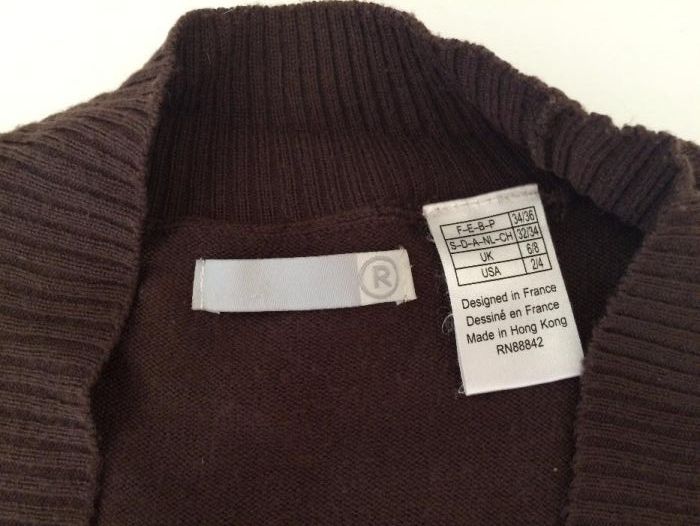 ®
F-E-B-P 34/36
S-D-A-NL-CH 32/34
UK 6/8
USA 2/4
Designed in France
Dessiné en France
Made in Hong Kong
RN88842